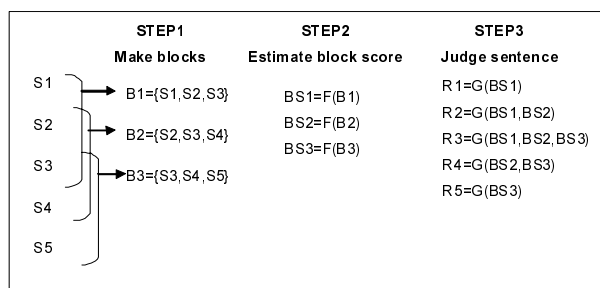 STEP1 STEP2 STEP3
Make blocks Estimate block score Judge sentence
S1
S2
S3
S4
S5
B1={S1,S2,S3}
B2={S2,S3,S4}
B3={S3,S4,S5}
BS1=F(B1)
BS2=F(B2)
BS3=F(B3)
R1=G(BS1)
R2=G(BS1,BS2)
R3=G(BS1,BS2,BS3)
R4=G(BS2,BS3)
R5=G(BS3)